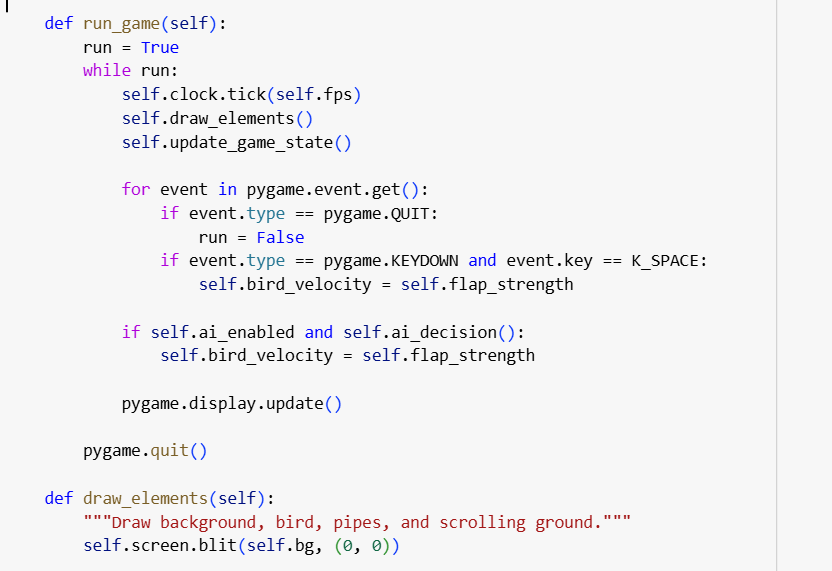 def run_game(self):
    run = True
    while run:
        self.clock.tick(self.fps)
        self.draw_elements()
        self.update_game_state()

        for event in pygame.event.get():
            if event.type == pygame.QUIT:
                run = False
            if event.type == pygame.KEYDOWN and event.key == K_SPACE:
                self.bird_velocity = self.flap_strength

        if self.ai_enabled and self.ai_decision():
            self.bird_velocity = self.flap_strength

        pygame.display.update()

    pygame.quit()

def draw_elements(self):
    """Draw background, bird, pipes, and scrolling ground."""
    self.screen.blit(self.bg, (0, 0))